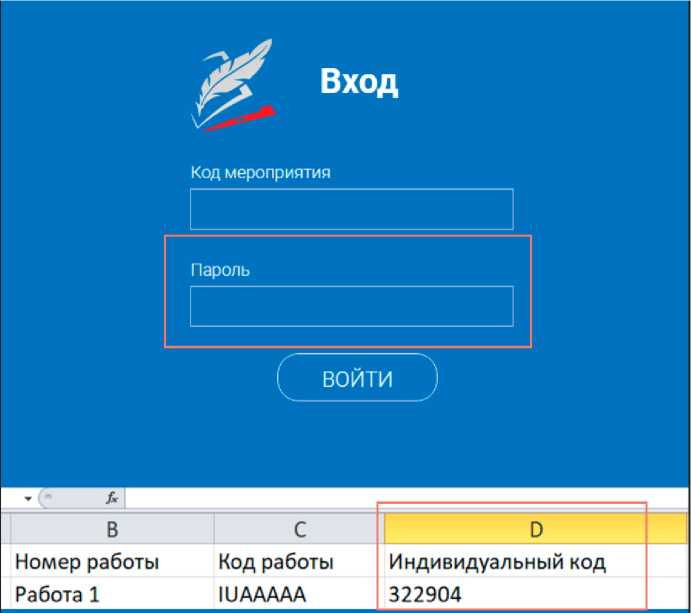 Вход
Код мероприятия
Пароль
ВОЙТИ
fx
B C D
Номер работы Код работы Индивидуальный код
Работа 1 IUAAAAA 322904